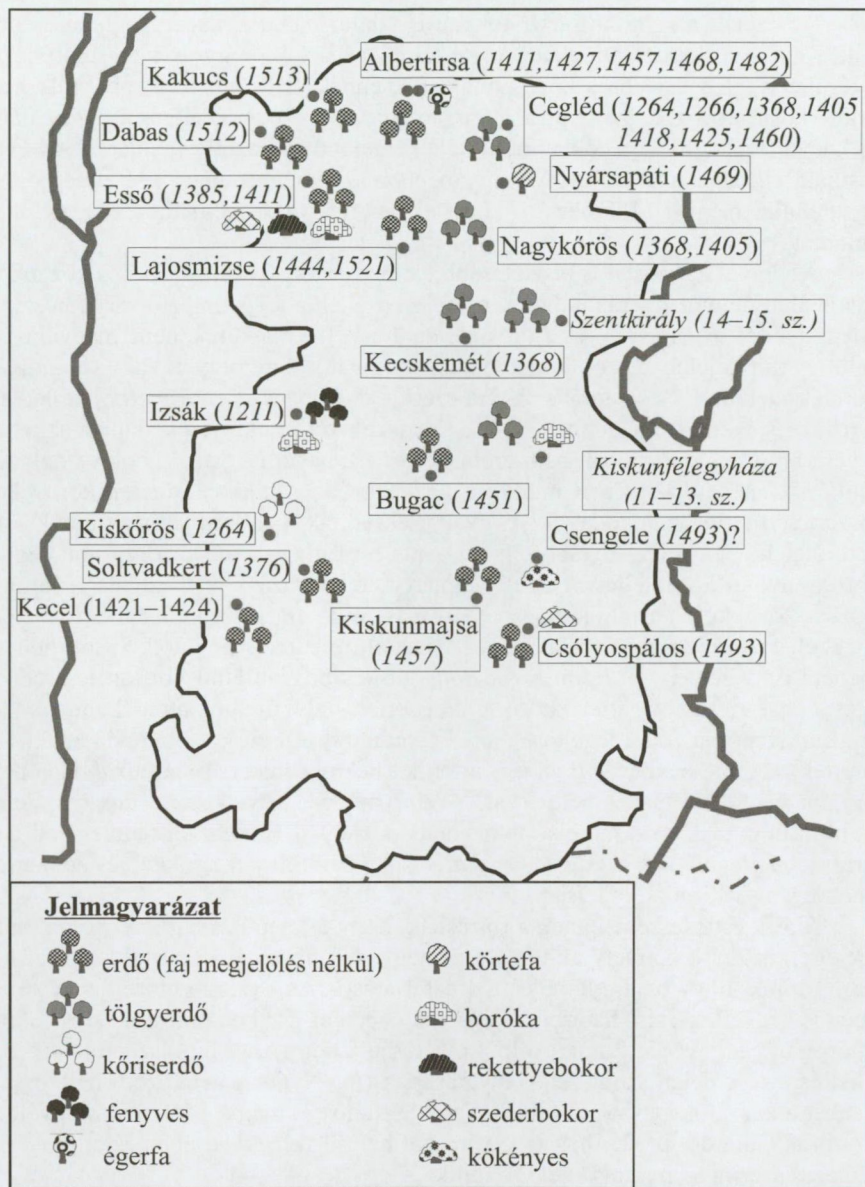 Kakucs (1513)
Albertirsa (1411,1427,1457,1468,1482)
Cegléd (1264,1266,1368,1405
1418,1425,1460)
Dabas (1512)
Nyársapáti (1469)
Esső (1385,1411)
Nagykőrös (1368,1405)
Lajosmizse (1444,1521)
Szentkirály (14–15. sz.)
Kecskemét (1368)
Izsák (1211)
Kiskunfélegyháza
(11–13. sz.)
Bugac (1451)
Kiskőrös (1264)
Csengele (1493)?
Soltvadkert (1376)
Kecel (1421–1424)
Kiskunmajsa
(1457)
Csólyospálos (1493)
Jelmagyarázat
erdő (faj megjelölés nélkül)
tölgyerdő
kőriserdő
fenyves
égerfa
körtefa
boróka
rekettyebokor
szederbokor
kökényes